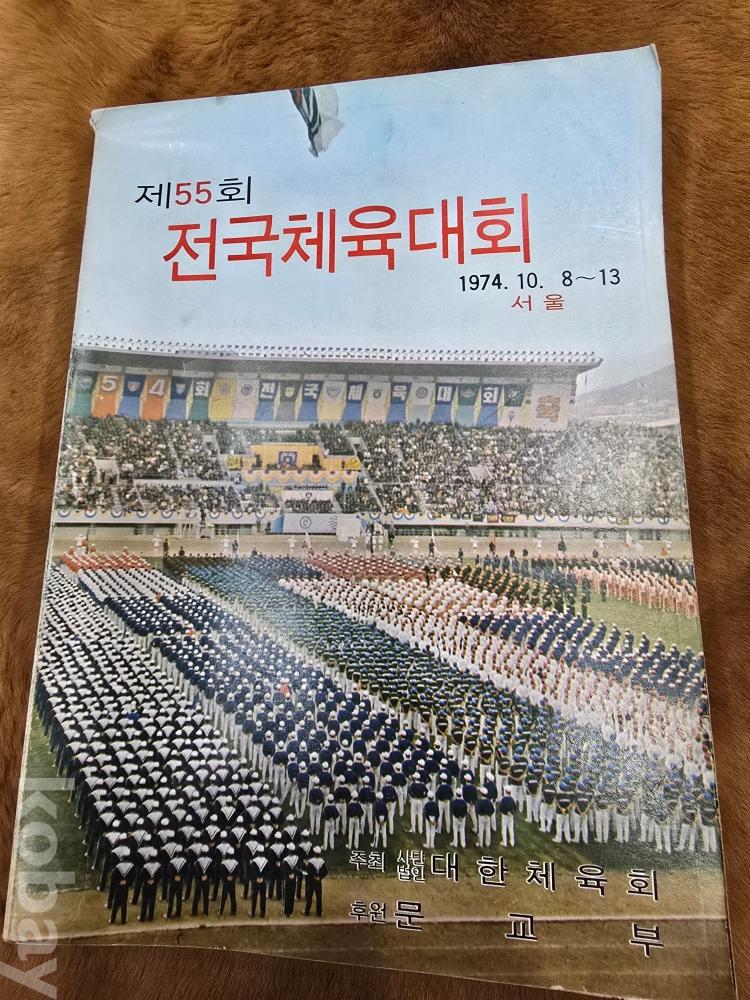 제55회
전국체육대회
1974. 10. 8~13
서울
54회 전국체육대회
주최 사단법인 대한체육회
후원 문교부
kobay